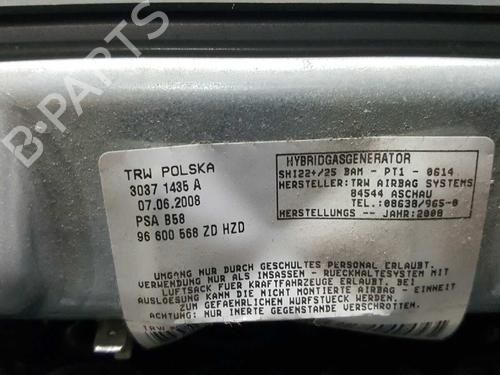 B-PARTS
TRW POLSKA
3037 1435 A
07.06.2008
PSA B58
96 600 568 ZD HZD
HYBRIDGASGENERATOR
SHI22+/25 BAM - PT1 - 0614
HERSTELLER: TRW AIRBAG SYSTEMS
84544 ASCHAU
TEL.:08638/965-0
HERSTELLUNGS -- JAHR:2008
UMGANG NUR DURCH GESCHULTES PERSONAL ERLAUBT.
VERWENDUNG NUR ALS INSASSEN - RUECKHALTESYSTEM MIT
LUFTSACK FUER KRAFTFAHRZEUGE ERLAUBT. BEI
AUSLOESUNG KANN DIE NICHT MONTIERTE AIRBAG - EINHEIT
ZUM GEFAEHRLICHEN WURFSTUECK WERDEN.
ACHTUNG: NUR INERTE GEGENSTAENDE VERWENDEN.
TRW